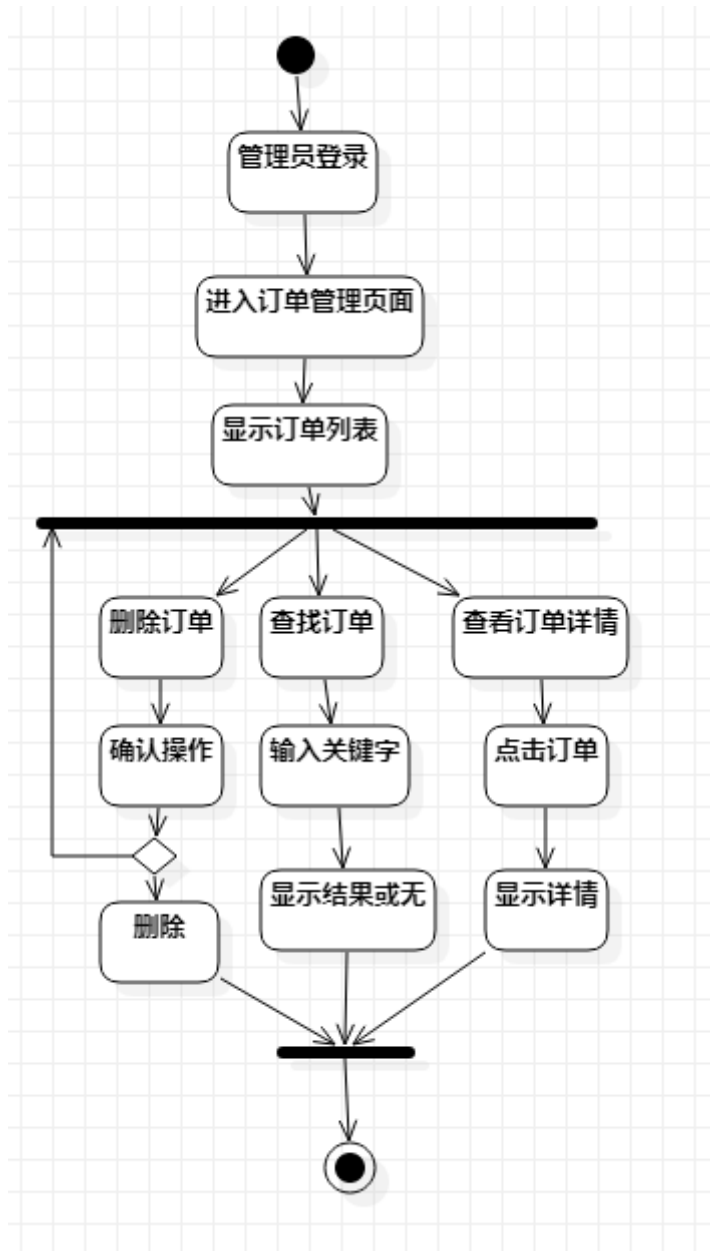 管理员登录
进入订单管理页面
显示订单列表
删除订单
查找订单
查看订单详情
确认操作
输入关键字
点击订单
显示结果或无
显示详情
删除